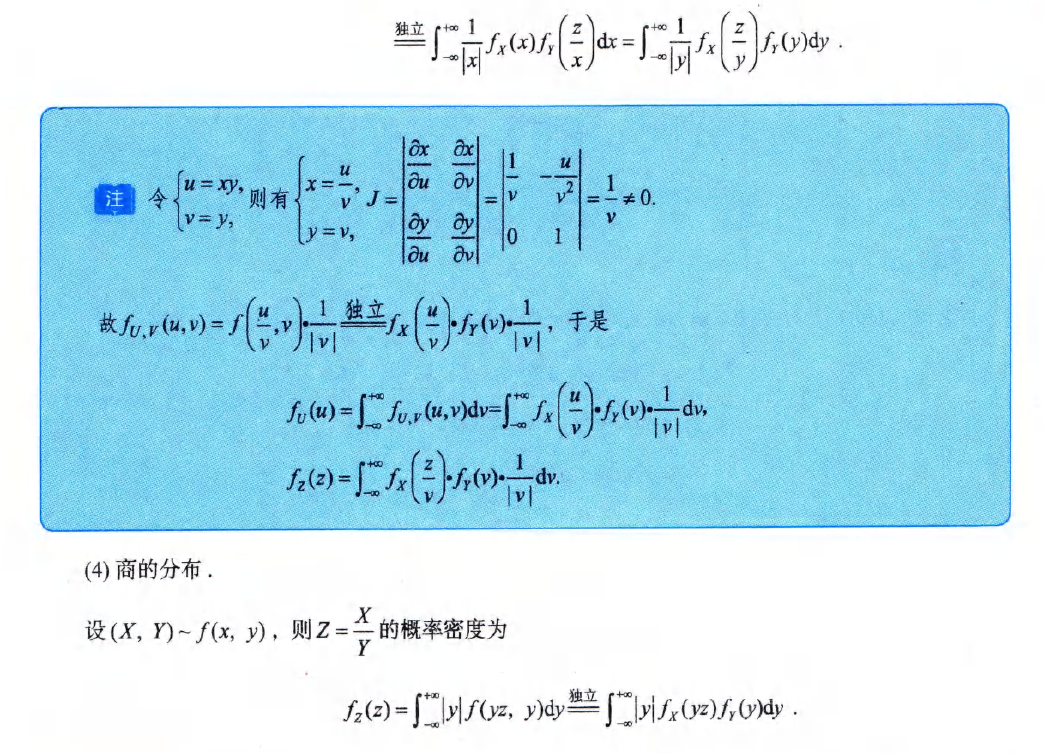 $$\xlongequal{独立}\int_{-\infty}^{+\infty}\frac{1}{|x|}f_X(x)f_Y\left(\frac{z}{x}\right)dx=\int_{-\infty}^{+\infty}\frac{1}{|y|}f_X\left(\frac{z}{y}\right)f_Y(y)dy .$$
注 令$\begin{cases}u=xy,\\v=y,\end{cases}$则有$\begin{cases}x=\frac{u}{v},\\y=v,\end{cases}$ $J=\begin{vmatrix}\frac{\partial x}{\partial u}&\frac{\partial x}{\partial v}\\\frac{\partial y}{\partial u}&\frac{\partial y}{\partial v}\end{vmatrix}=\begin{vmatrix}\frac{1}{v}&-\frac{u}{v^2}\\0&1\end{vmatrix}=\frac{1}{v}\neq 0.$
故$f_{U,V}(u,v)=f\left(\frac{u}{v},v\right)\cdot\frac{1}{|v|}\xlongequal{独立}f_X\left(\frac{u}{v}\right)\cdot f_Y(v)\cdot\frac{1}{|v|}$，于是
$$f_U(u)=\int_{-\infty}^{+\infty}f_{U,V}(u,v)dv=\int_{-\infty}^{+\infty}f_X\left(\frac{u}{v}\right)\cdot f_Y(v)\cdot\frac{1}{|v|}dv,$$
$$f_Z(z)=\int_{-\infty}^{+\infty}f_X\left(\frac{z}{v}\right)\cdot f_Y(v)\cdot\frac{1}{|v|}dv.$$
(4) 商的分布．
设$(X, Y)\sim f(x, y)$，则$Z=\frac{X}{Y}$的概率密度为
$$f_Z(z)=\int_{-\infty}^{+\infty}|y|f(yz, y)dy\xlongequal{独立}\int_{-\infty}^{+\infty}|y|f_X(yz)f_Y(y)dy .$$